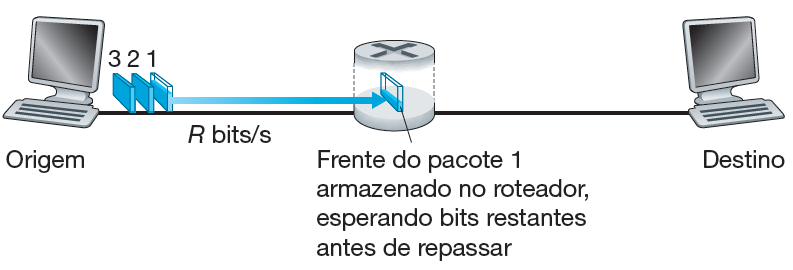 3 2 1
R bits/s
Origem
Frente do pacote 1
armazenado no roteador,
esperando bits restantes
antes de repassar
Destino